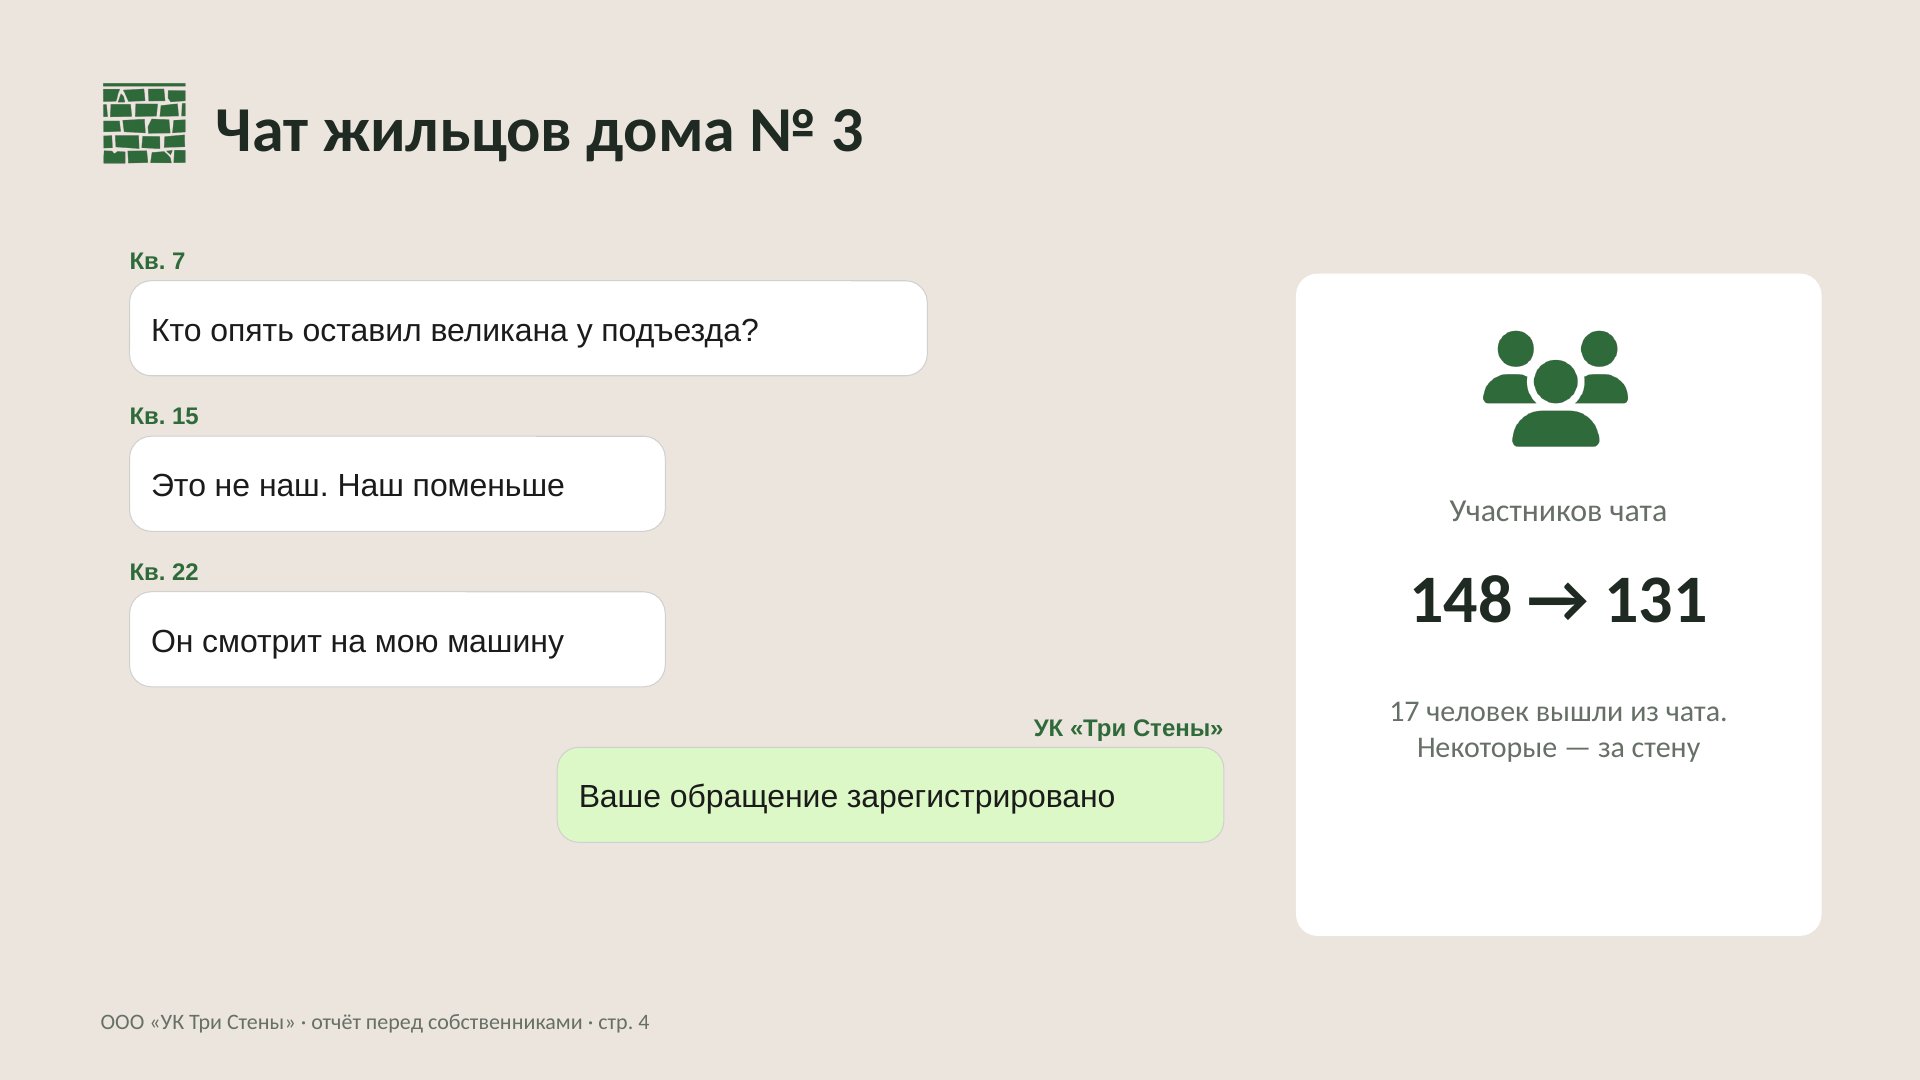 Чат жильцов дома № 3
Кв. 7
Кто опять оставил великана у подъезда?
Кв. 15
Это не наш. Наш поменьше
Кв. 22
Он смотрит на мою машину
УК «Три Стены»
Ваше обращение зарегистрировано
Участников чата
148 → 131
17 человек вышли из чата.
Некоторые — за стену
ООО «УК Три Стены» · отчёт перед собственниками · стр. 4